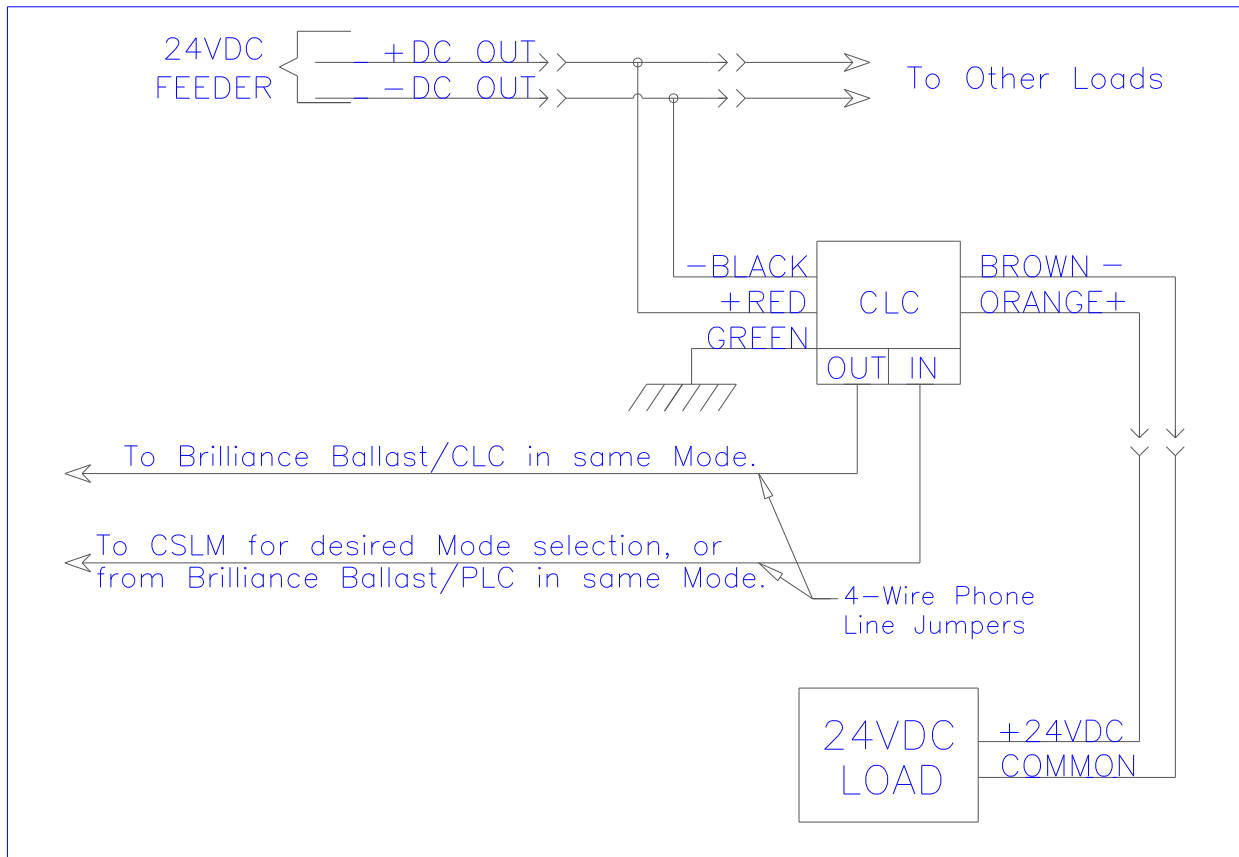 24VDC
FEEDER
+DC OUT
-DC OUT
To Other Loads
-BLACK
+RED
GREEN
CLC
OUT
IN
BROWN -
ORANGE+
To Brilliance Ballast/CLC in same Mode.
To CSLM for desired Mode selection, or
from Brilliance Ballast/PLC in same Mode.
4-Wire Phone
Line Jumpers
24VDC
LOAD
+24VDC
COMMON